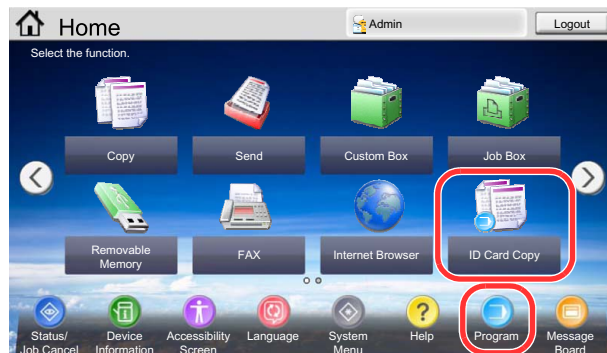 Home
Admin
Logout
Select the function.
Copy
Send
Custom Box
Job Box
Removable
Memory
FAX
Internet Browser
ID Card Copy
Status/
Job Cancel
Device
Information
Accessibility
Screen
Language
System
Menu
Help
Program
Message
Board